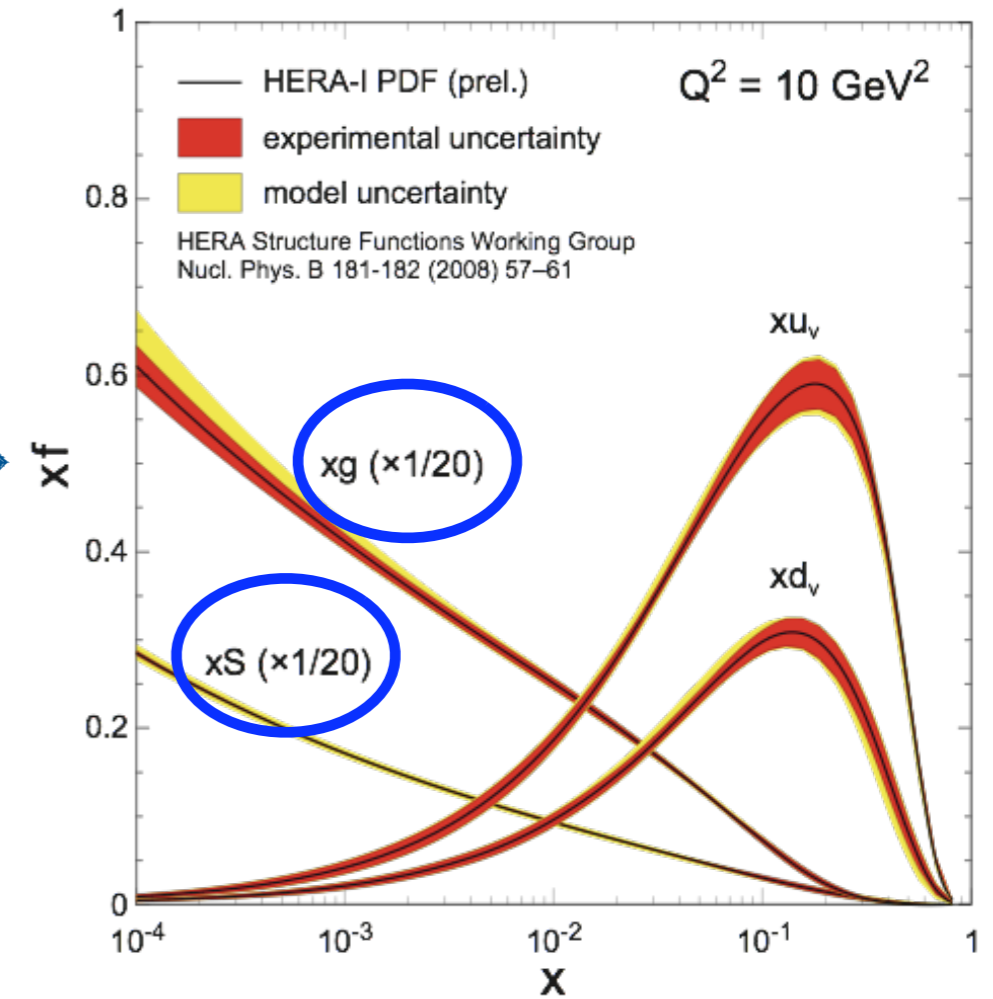 1
HERA-I PDF (prel.)
Q² = 10 GeV²
experimental uncertainty
0.8
model uncertainty
HERA Structure Functions Working Group
Nucl. Phys. B 181-182 (2008) 57–61
xuᵥ
0.6
xf
xg (×1/20)
0.4
xdᵥ
xS (×1/20)
0.2
0
10⁻⁴ 10⁻³ 10⁻² 10⁻¹ 1
x